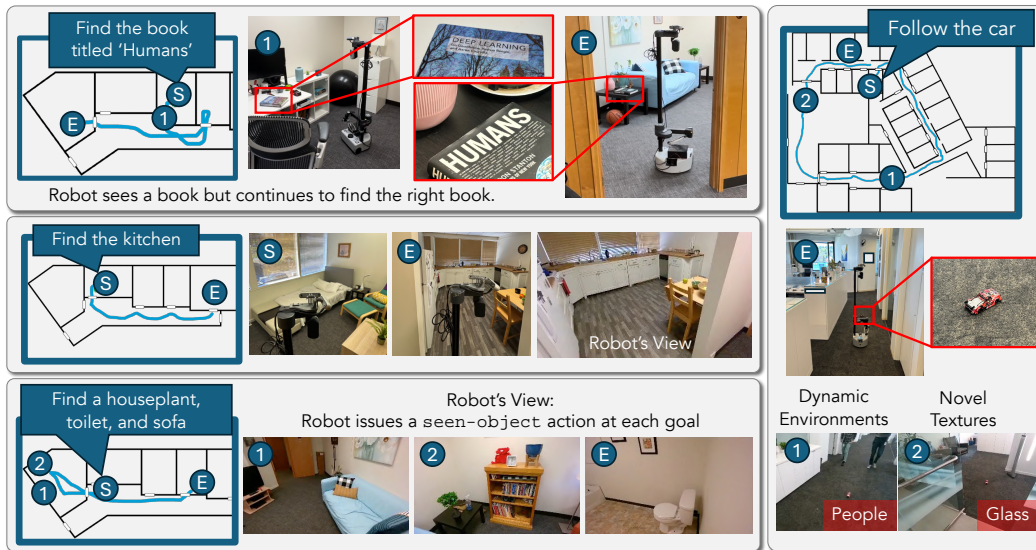 Find the book
titled 'Humans'
S
E
1
1
DEEP LEARNING
HUMANS
E
Robot sees a book but continues to find the right book.
Find the kitchen
S
E
S
E
Robot's View
Find a houseplant,
toilet, and sofa
2
1
S
E
Robot's View:
Robot issues a seen-object action at each goal
1
2
E
Follow the car
E
S
2
1
E
Dynamic
Environments
Novel
Textures
1
People
2
Glass